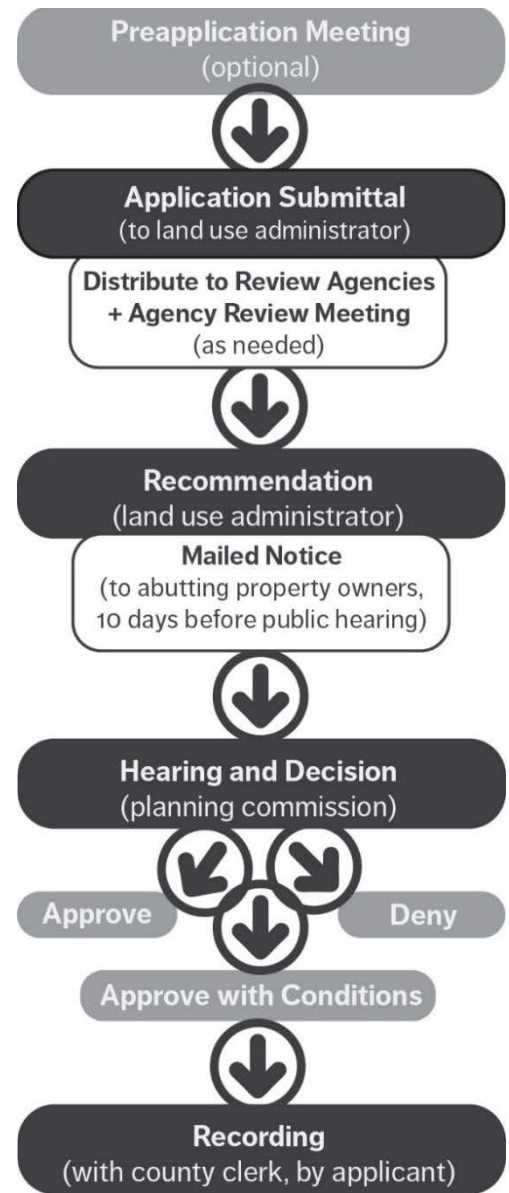 Preapplication Meeting
(optional)
Application Submittal
(to land use administrator)
Distribute to Review Agencies
+ Agency Review Meeting
(as needed)
Recommendation
(land use administrator)
Mailed Notice
(to abutting property owners,
10 days before public hearing)
Hearing and Decision
(planning commission)
Approve
Deny
Approve with Conditions
Recording
(with county clerk, by applicant)